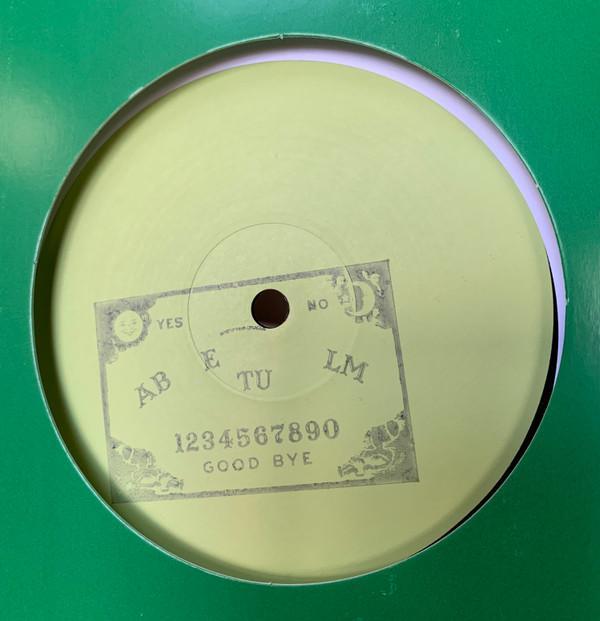 YES NO
AB E TU LM
1234567890
GOOD BYE